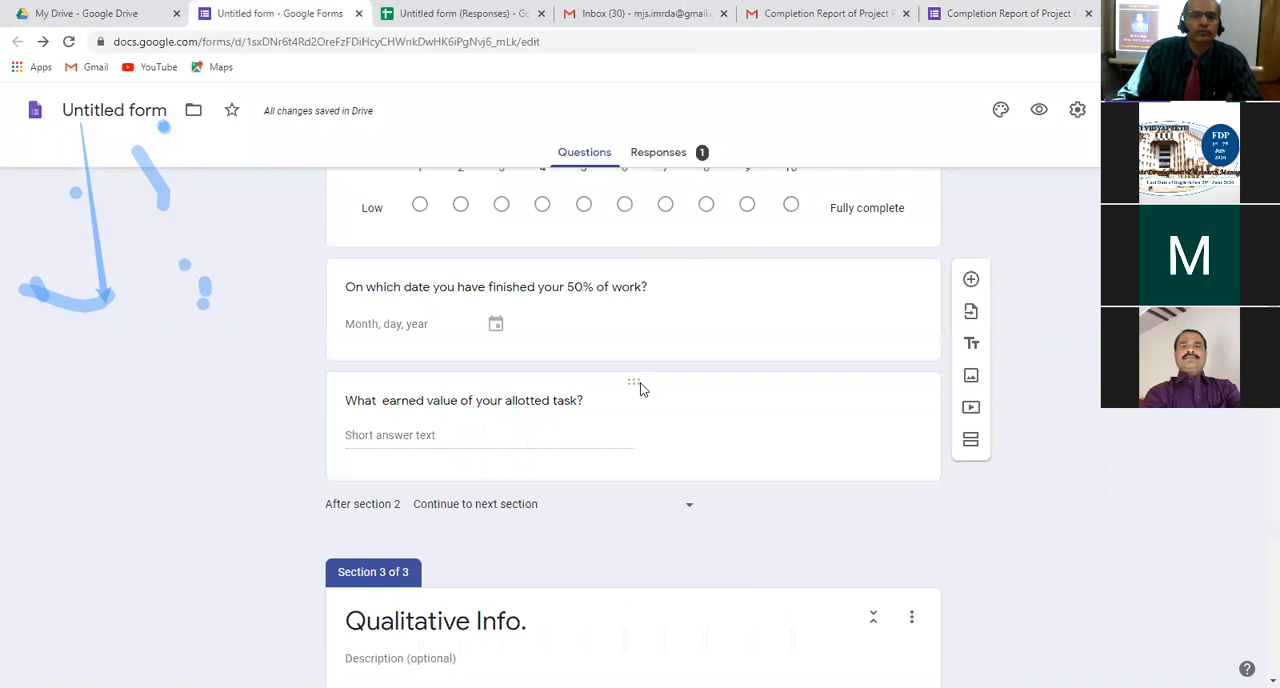 My Drive - Google Drive
Untitled form - Google Forms
Untitled form (Responses) - Go
Inbox (30) - mjs.imrda@gmail.c
Completion Report of Project F
Completion Report of Project
docs.google.com/forms/d/1sxDNr6t4Rd2OreFzFDiHcyCHWnkDwHK6iPgNvj6_mLk/edit
Apps
Gmail
YouTube
Maps
Untitled form
All changes saved in Drive
Questions
Responses
1
Low
Fully complete
On which date you have finished your 50% of work?
Month, day, year
What earned value of your allotted task?
Short answer text
After section 2
Continue to next section
Section 3 of 3
Qualitative Info.
Description (optional)
FDP
M